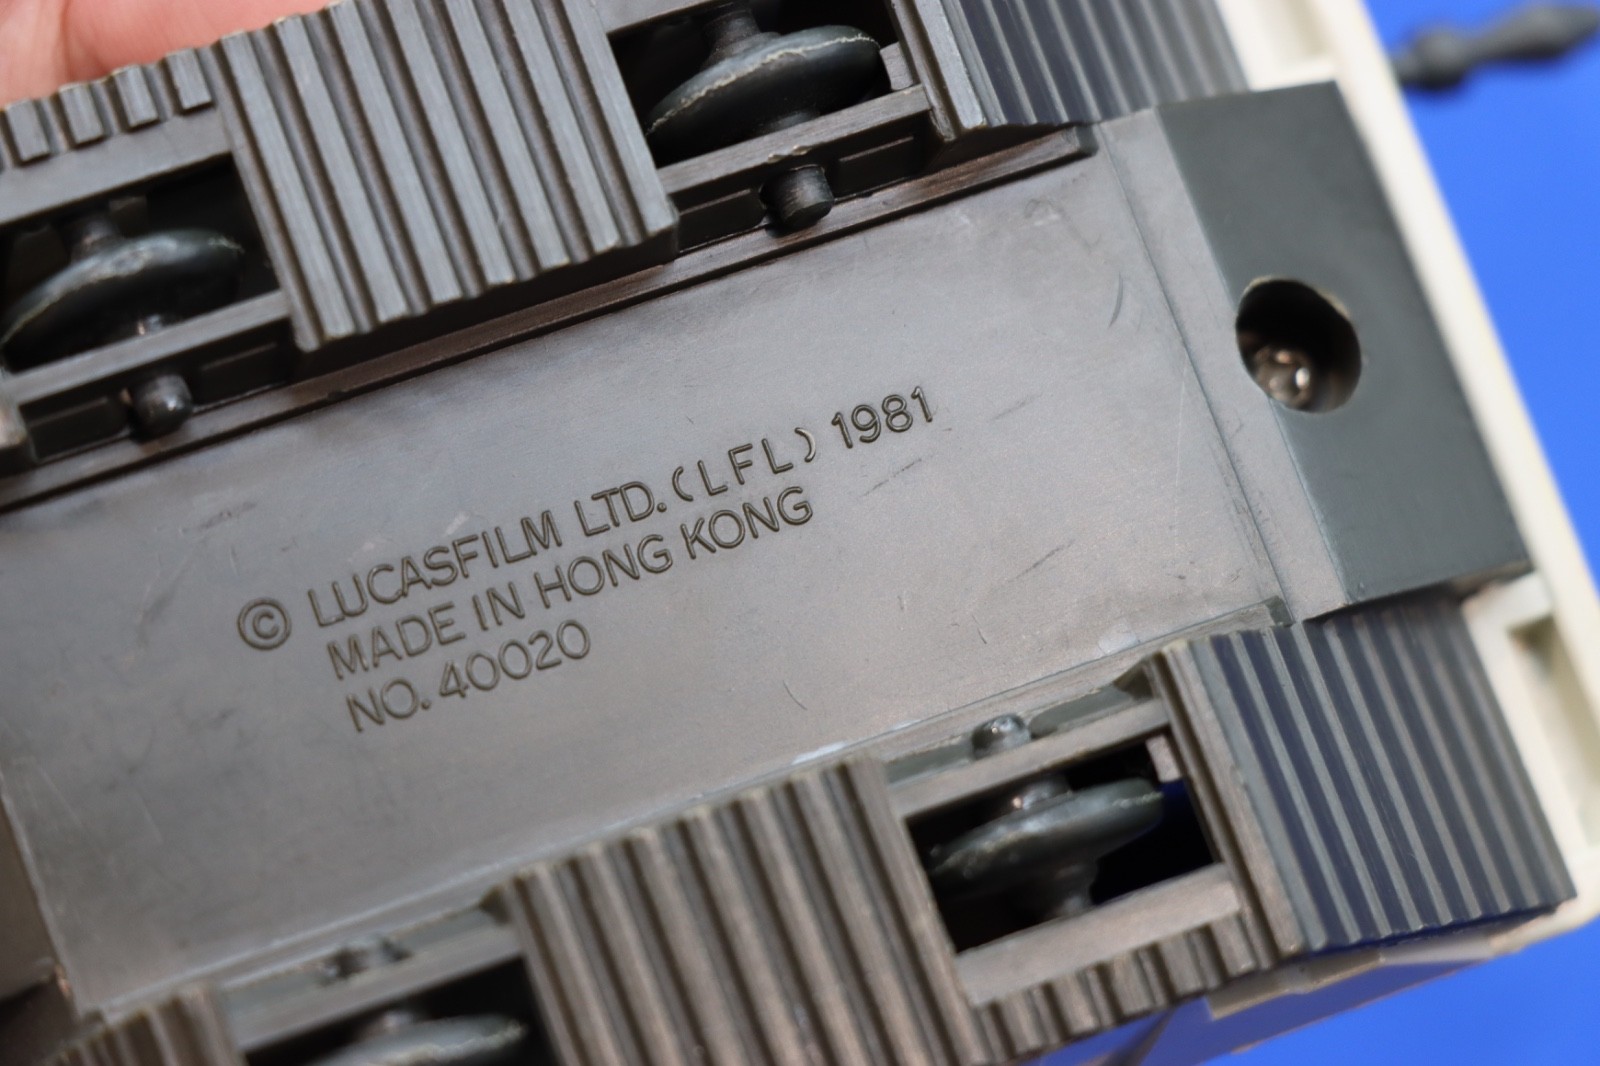 © LUCASFILM LTD. (LFL) 1981
MADE IN HONG KONG
NO. 40020